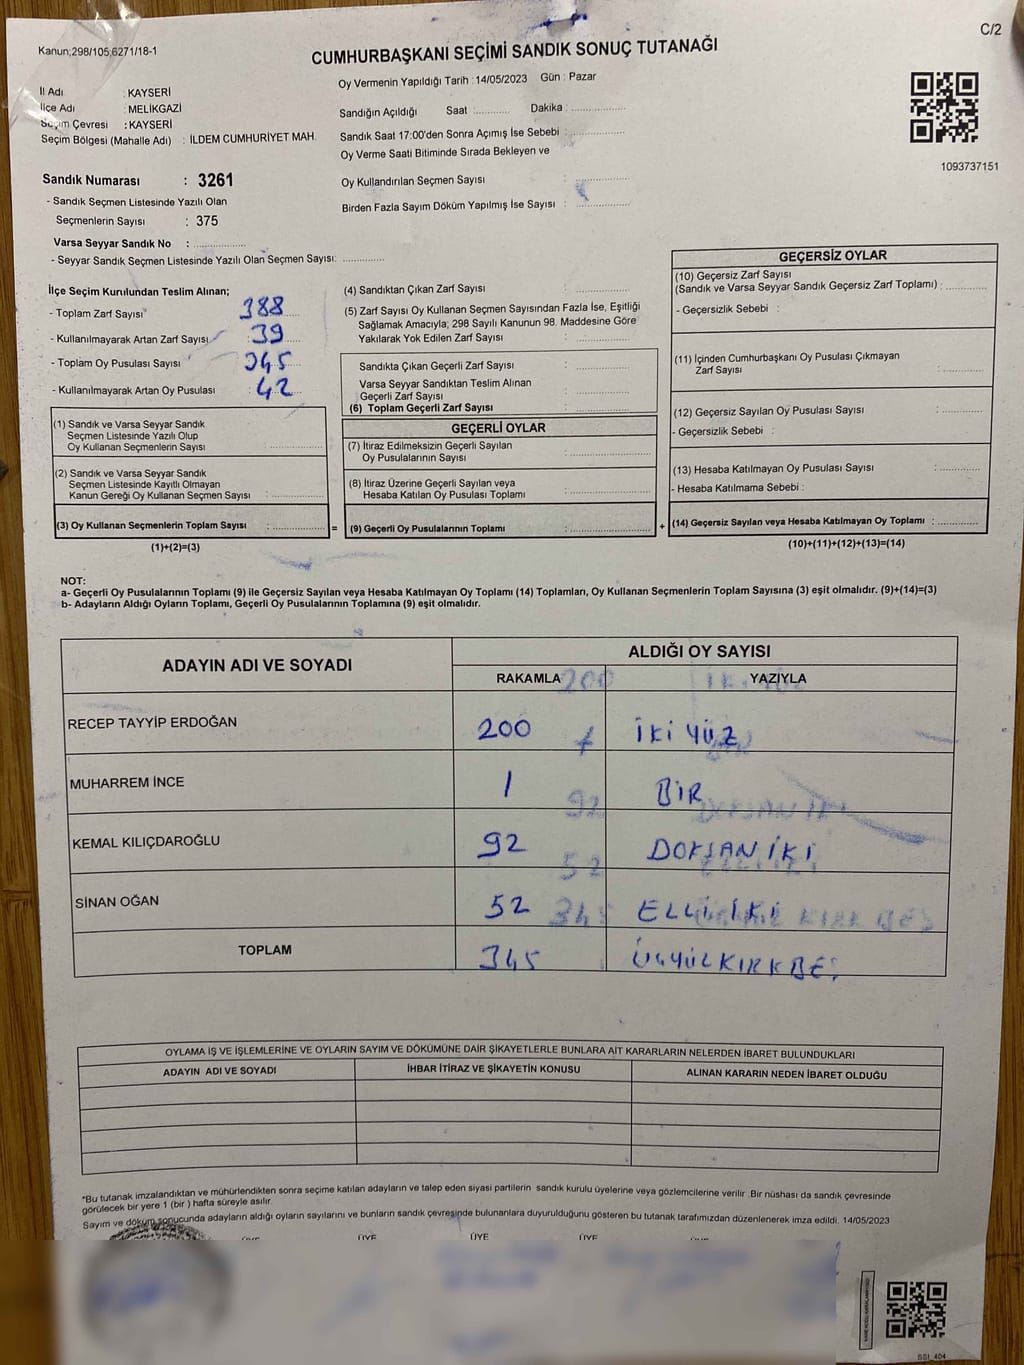 Kanun;298/105;6271/18-1
C/2
CUMHURBAŞKANI SEÇİMİ SANDIK SONUÇ TUTANAĞI
Oy Vermenin Yapıldığı Tarih : 14/05/2023 Gün : Pazar
İl Adı : KAYSERİ
İlçe Adı : MELİKGAZİ
Seçim Çevresi : KAYSERİ
Seçim Bölgesi (Mahalle Adı) : İLDEM CUMHURİYET MAH.
Sandığın Açıldığı Saat :........... Dakika :................
Sandık Saat 17:00'den Sonra Açımış İse Sebebi :................
Oy Verme Saati Bitiminde Sırada Bekleyen ve
Oy Kullandırılan Seçmen Sayısı :................
Birden Fazla Sayım Döküm Yapılmış İse Sayısı :................
1093737151
Sandık Numarası : 3261
- Sandık Seçmen Listesinde Yazılı Olan
Seçmenlerin Sayısı : 375
Varsa Seyyar Sandık No : ................
- Seyyar Sandık Seçmen Listesinde Yazılı Olan Seçmen Sayısı: .............
İlçe Seçim Kurulundan Teslim Alınan;
- Toplam Zarf Sayısı 388
- Kullanılmayarak Artan Zarf Sayısı : 39
- Toplam Oy Pusulası Sayısı 345
- Kullanılmayarak Artan Oy Pusulası : 42
(1) Sandık ve Varsa Seyyar Sandık
Seçmen Listesinde Yazılı Olup
Oy Kullanan Seçmenlerin Sayısı :................
(2) Sandık ve Varsa Seyyar Sandık
Seçmen Listesinde Kayıtlı Olmayan
Kanun Gereği Oy Kullanan Seçmen Sayısı :................
(3) Oy Kullanan Seçmenlerin Toplam Sayısı :................ =
(1)+(2)=(3)
(4) Sandıktan Çıkan Zarf Sayısı :................
(5) Zarf Sayısı Oy Kullanan Seçmen Sayısından Fazla İse, Eşitliği
Sağlamak Amacıyla; 298 Sayılı Kanunun 98. Maddesine Göre
Yakılarak Yok Edilen Zarf Sayısı :................
Sandıkta Çıkan Geçerli Zarf Sayısı :................
Varsa Seyyar Sandıktan Teslim Alınan
Geçerli Zarf Sayısı :................
(6) Toplam Geçerli Zarf Sayısı :................
GEÇERLİ OYLAR
(7) İtiraz Edilmeksizin Geçerli Sayılan
Oy Pusulalarının Sayısı :................
(8) İtiraz Üzerine Geçerli Sayılan veya
Hesaba Katılan Oy Pusulası Toplamı :................
(9) Geçerli Oy Pusulalarının Toplamı :................ +
GEÇERSİZ OYLAR
(10) Geçersiz Zarf Sayısı
(Sandık ve Varsa Seyyar Sandık Geçersiz Zarf Toplamı) :............
- Geçersizlik Sebebi :
(11) İçinden Cumhurbaşkanı Oy Pusulası Çıkmayan
Zarf Sayısı :............
(12) Geçersiz Sayılan Oy Pusulası Sayısı :............
- Geçersizlik Sebebi :
(13) Hesaba Katılmayan Oy Pusulası Sayısı :............
- Hesaba Katılmama Sebebi :
(14) Geçersiz Sayılan veya Hesaba Katılmayan Oy Toplamı :............
(10)+(11)+(12)+(13)=(14)
NOT:
a- Geçerli Oy Pusulalarının Toplamı (9) ile Geçersiz Sayılan veya Hesaba Katılmayan Oy Toplamı (14) Toplamları, Oy Kullanan Seçmenlerin Toplam Sayısına (3) eşit olmalıdır. (9)+(14)=(3)
b- Adayların Aldığı Oyların Toplamı, Geçerli Oy Pusulalarının Toplamına (9) eşit olmalıdır.
ADAYIN ADI VE SOYADI ALDIĞI OY SAYISI
RAKAMLA YAZIYLA
RECEP TAYYİP ERDOĞAN 200 İKİ YÜZ
MUHARREM İNCE 1 BİR
KEMAL KILIÇDAROĞLU 92 DOKSAN İKİ
SİNAN OĞAN 52 ELLİ İKİ
TOPLAM 345 ÜÇYÜZKIRKBEŞ
OYLAMA İŞ VE İŞLEMLERİNE VE OYLARIN SAYIM VE DÖKÜMÜNE DAİR ŞİKAYETLERLE BUNLARA AİT KARARLARIN NELERDEN İBARET BULUNDUKLARI
ADAYIN ADI VE SOYADI İHBAR İTİRAZ VE ŞİKAYETİN KONUSU ALINAN KARARIN NEDEN İBARET OLDUĞU
*Bu tutanak imzalandıktan ve mühürlendikten sonra seçime katılan adayların ve talep eden siyasi partilerin sandık kurulu üyelerine veya gözlemcilerine verilir. Bir nüshası da sandık çevresinde
görülecek bir yere 1 (bir) hafta süreyle asılır.
Sayım ve döküm sonucunda adayların aldığı oyların sayılarını ve bunların sandık çevresinde bulunanlara duyurulduğunu gösteren bu tutanak tarafımızdan düzenlenerek imza edildi. 14/05/2023
ÜYE ÜYE ÜYE ÜYE